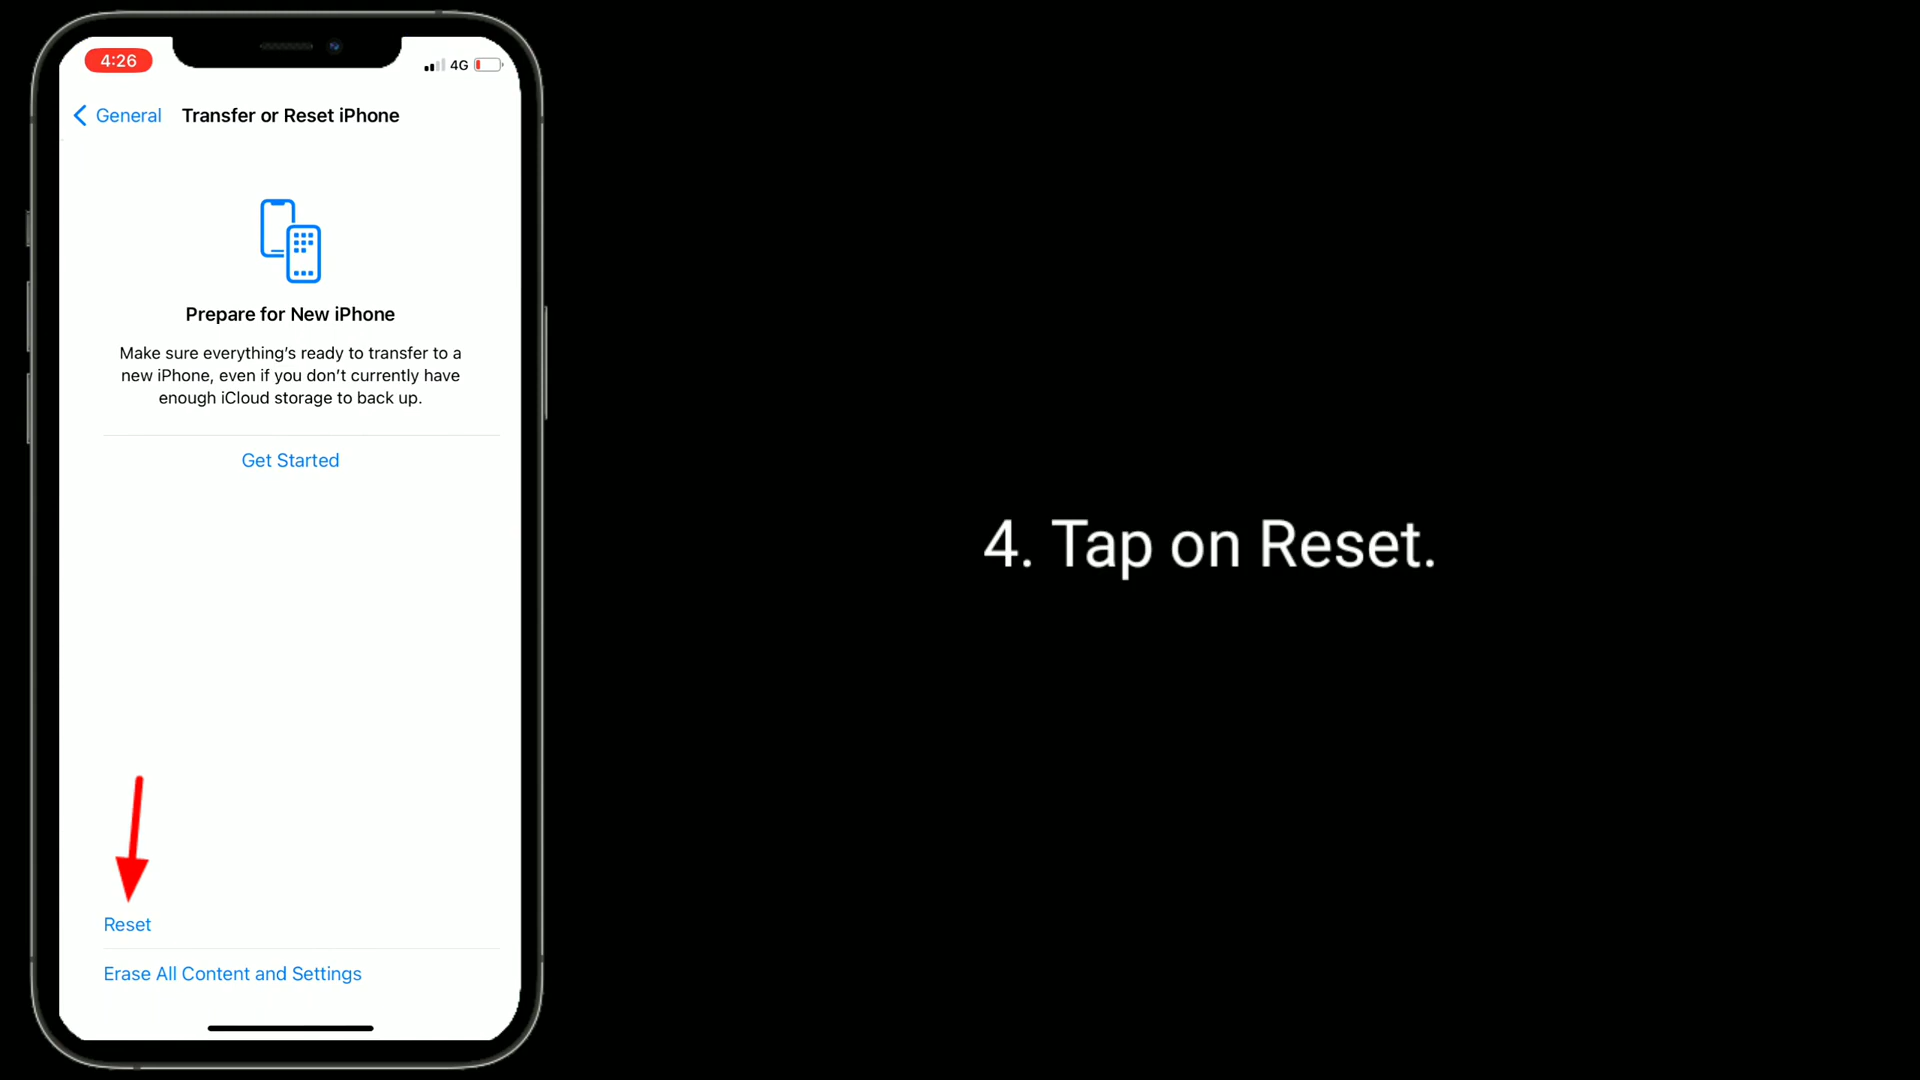 4:26
4G
General
Transfer or Reset iPhone
Prepare for New iPhone
Make sure everything’s ready to transfer to a
new iPhone, even if you don’t currently have
enough iCloud storage to back up.
Get Started
Reset
Erase All Content and Settings
4. Tap on Reset.